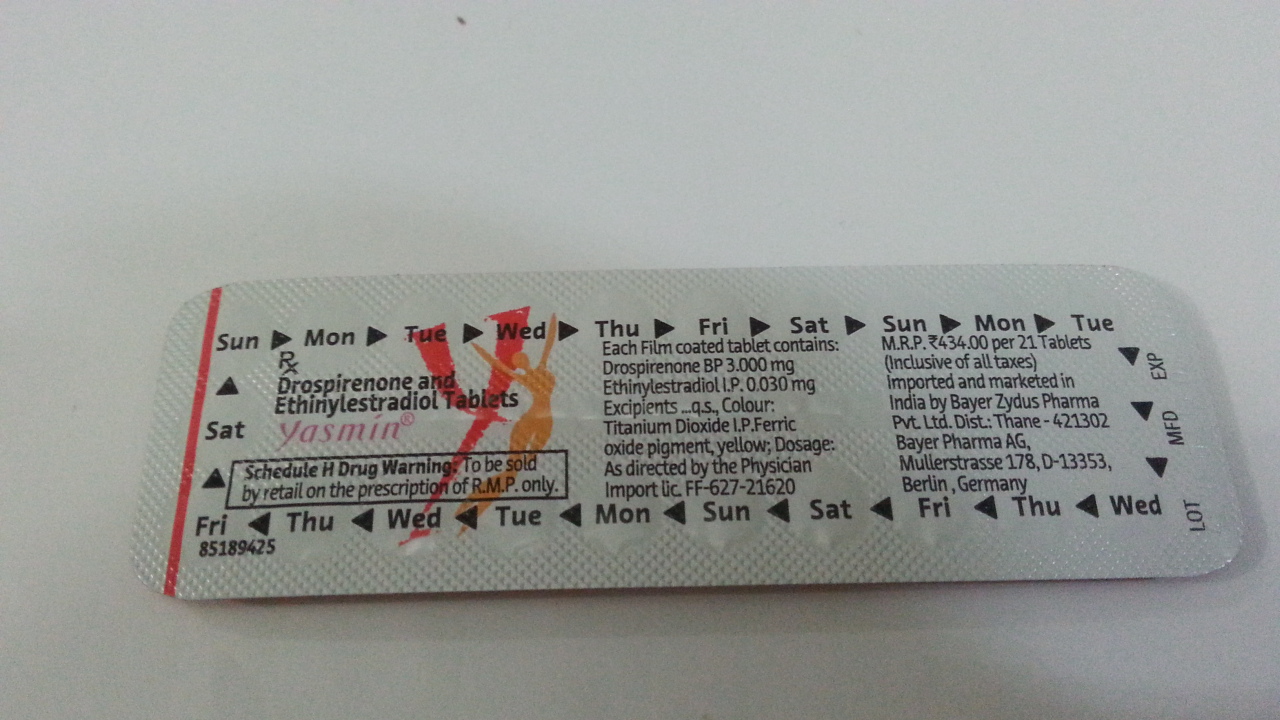 Sun ▶ Mon ▶ Tue ▶ Wed ▶ Thu ▶ Fri ▶ Sat ▶ Sun ▶ Mon ▶ Tue
Rx
Drospirenone and
Ethinylestradiol Tablets
Yasmin®
Schedule H Drug Warning: To be sold
by retail on the prescription of R.M.P. only.
Each Film coated tablet contains:
Drospirenone BP 3.000 mg
Ethinylestradiol I.P. 0.030 mg
Excipients ...q.s., Colour:
Titanium Dioxide I.P.Ferric
oxide pigment, yellow; Dosage:
As directed by the Physician
Import lic. FF-627-21620
M.R.P. ₹434.00 per 21 Tablets
(Inclusive of all taxes)
Imported and marketed in
India by Bayer Zydus Pharma
Pvt. Ltd. Dist.: Thane - 421302
Bayer Pharma AG,
Mullerstrasse 178, D-13353,
Berlin , Germany
EXP
MFD
LOT
Sat
Fri ◀ Thu ◀ Wed ◀ Tue ◀ Mon ◀ Sun ◀ Sat ◀ Fri ◀ Thu ◀ Wed
85189425